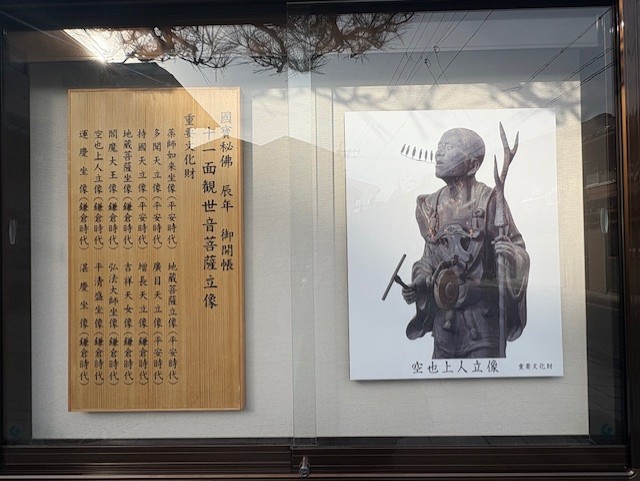 國寳秘佛 辰年 御開帳
十一面觀世音菩薩立像
重要文化財
薬師如来坐像(平安時代) 地蔵菩薩立像(平安時代)
多聞天立像(平安時代) 廣目天立像(平安時代)
持國天立像(平安時代) 増長天立像(鎌倉時代)
地蔵菩薩坐像(鎌倉時代) 吉祥天女像(鎌倉時代)
閻魔大王像(鎌倉時代) 弘法大師坐像(鎌倉時代)
空也上人立像(鎌倉時代) 平清盛坐像(鎌倉時代)
運慶坐像(鎌倉時代) 湛慶坐像(鎌倉時代)
空也上人立像 重要文化財